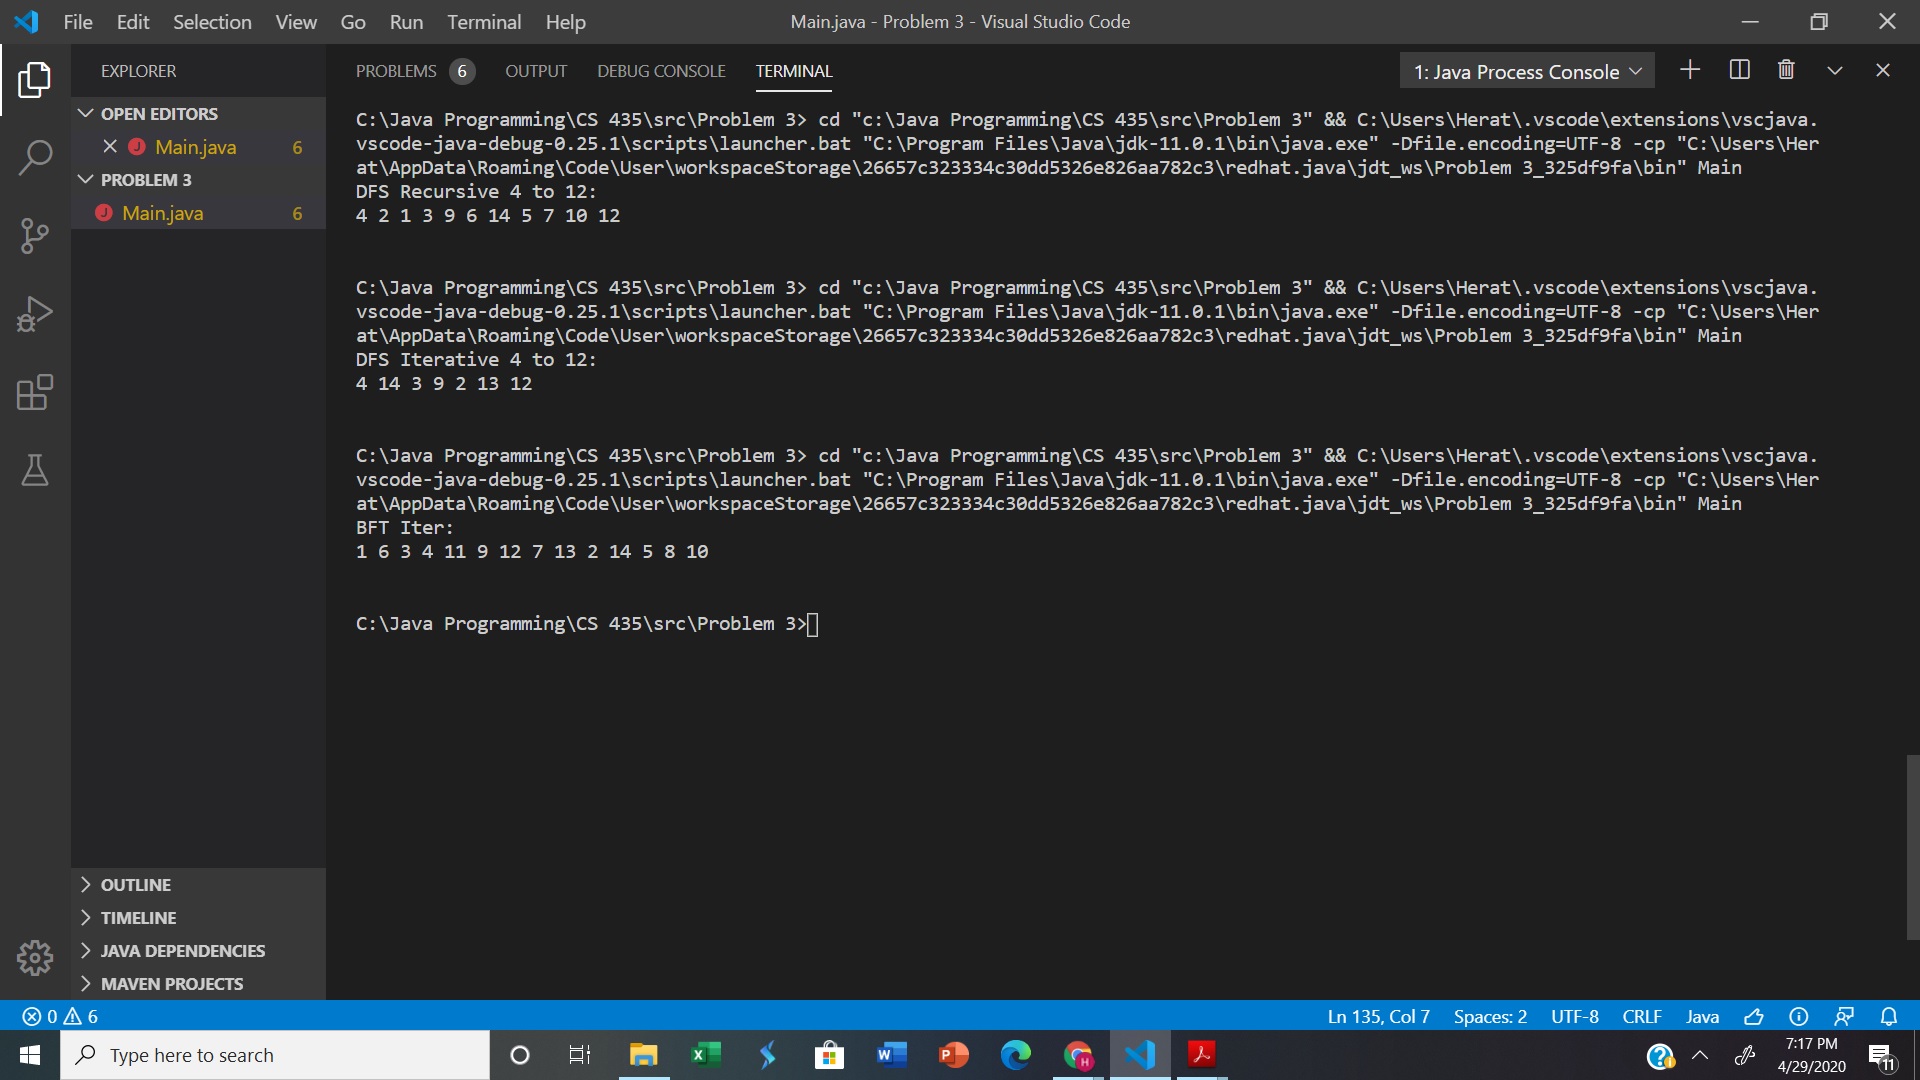 File Edit Selection View Go Run Terminal Help
Main.java - Problem 3 - Visual Studio Code
EXPLORER
OPEN EDITORS
Main.java 6
PROBLEM 3
Main.java 6
OUTLINE
TIMELINE
JAVA DEPENDENCIES
MAVEN PROJECTS
PROBLEMS 6 OUTPUT DEBUG CONSOLE TERMINAL
1: Java Process Console
C:\Java Programming\CS 435\src\Problem 3> cd "c:\Java Programming\CS 435\src\Problem 3" && C:\Users\Herat\.vscode\extensions\vscjava.
vscode-java-debug-0.25.1\scripts\launcher.bat "C:\Program Files\Java\jdk-11.0.1\bin\java.exe" -Dfile.encoding=UTF-8 -cp "C:\Users\Her
at\AppData\Roaming\Code\User\workspaceStorage\26657c323334c30dd5326e826aa782c3\redhat.java\jdt_ws\Problem 3_325df9fa\bin" Main
DFS Recursive 4 to 12:
4 2 1 3 9 6 14 5 7 10 12
C:\Java Programming\CS 435\src\Problem 3> cd "c:\Java Programming\CS 435\src\Problem 3" && C:\Users\Herat\.vscode\extensions\vscjava.
vscode-java-debug-0.25.1\scripts\launcher.bat "C:\Program Files\Java\jdk-11.0.1\bin\java.exe" -Dfile.encoding=UTF-8 -cp "C:\Users\Her
at\AppData\Roaming\Code\User\workspaceStorage\26657c323334c30dd5326e826aa782c3\redhat.java\jdt_ws\Problem 3_325df9fa\bin" Main
DFS Iterative 4 to 12:
4 14 3 9 2 13 12
C:\Java Programming\CS 435\src\Problem 3> cd "c:\Java Programming\CS 435\src\Problem 3" && C:\Users\Herat\.vscode\extensions\vscjava.
vscode-java-debug-0.25.1\scripts\launcher.bat "C:\Program Files\Java\jdk-11.0.1\bin\java.exe" -Dfile.encoding=UTF-8 -cp "C:\Users\Her
at\AppData\Roaming\Code\User\workspaceStorage\26657c323334c30dd5326e826aa782c3\redhat.java\jdt_ws\Problem 3_325df9fa\bin" Main
BFT Iter:
1 6 3 4 11 9 12 7 13 2 14 5 8 10
C:\Java Programming\CS 435\src\Problem 3>
0 6
Ln 135, Col 7 Spaces: 2 UTF-8 CRLF Java
Type here to search
7:17 PM
4/29/2020
11